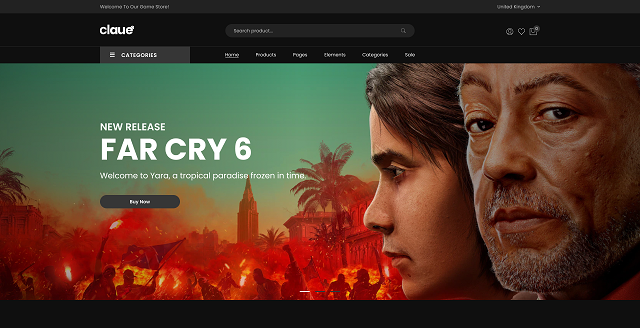 Welcome To Our Game Store!
United Kingdom
claue
Search product...
0
CATEGORIES
Home
Products
Pages
Elements
Categories
Sale
NEW RELEASE
FAR CRY 6
Welcome to Yara, a tropical paradise frozen in time.
Buy Now